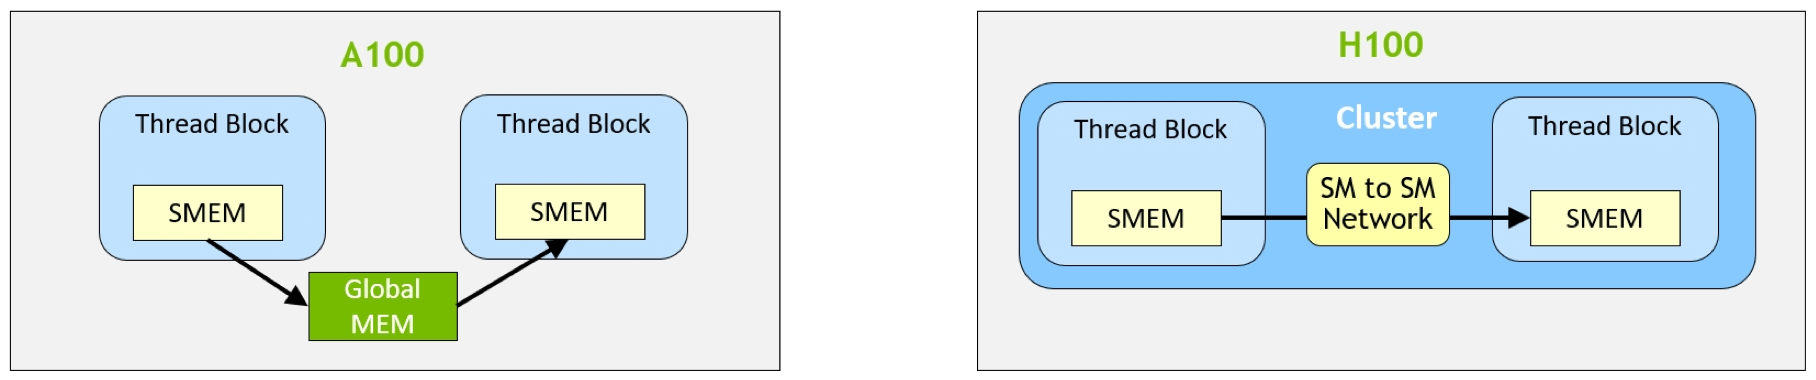 A100
Thread Block
SMEM
Thread Block
SMEM
Global
MEM
H100
Cluster
Thread Block
SMEM
SM to SM
Network
Thread Block
SMEM